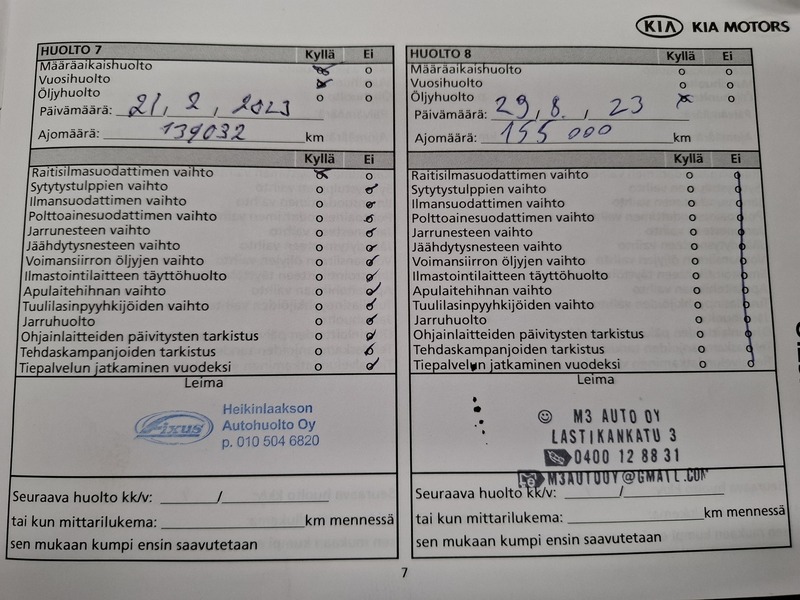 KIA KIA MOTORS
HUOLTO 7 Kyllä Ei
Määräaikaishuolto o
Vuosihuolto o
Öljyhuolto o o
Päivämäärä: 21, 2, 2023
Ajomäärä: 139032 km
Kyllä Ei
Raitisilmasuodattimen vaihto o
Sytytystulppien vaihto o
Ilmansuodattimen vaihto o
Polttoainesuodattimen vaihto o
Jarrunesteen vaihto o
Jäähdytysnesteen vaihto o
Voimansiirron öljyjen vaihto o
Ilmastointilaitteen täyttöhuolto o
Apulaitehihnan vaihto o
Tuulilasinpyyhkijöiden vaihto o
Jarruhuolto o
Ohjainlaitteiden päivitysten tarkistus o
Tehdaskampanjoiden tarkistus o
Tiepalvelun jatkaminen vuodeksi o
Leima
Fixus
Heikinlaakson
Autohuolto Oy
p. 010 504 6820
Seuraava huolto kk/v: ______/______
tai kun mittarilukema: ______ km mennessä
sen mukaan kumpi ensin saavutetaan
HUOLTO 8 Kyllä Ei
Määräaikaishuolto o o
Vuosihuolto o o
Öljyhuolto o
Päivämäärä: 29, 8. , 23
Ajomäärä: 155 000 km
Kyllä Ei
Raitisilmasuodattimen vaihto o
Sytytystulppien vaihto o
Ilmansuodattimen vaihto o
Polttoainesuodattimen vaihto o
Jarrunesteen vaihto o
Jäähdytysnesteen vaihto o
Voimansiirron öljyjen vaihto o
Ilmastointilaitteen täyttöhuolto o
Apulaitehihnan vaihto o
Tuulilasinpyyhkijöiden vaihto o
Jarruhuolto o
Ohjainlaitteiden päivitysten tarkistus o
Tehdaskampanjoiden tarkistus o
Tiepalvelun jatkaminen vuodeksi o
Leima
M3 AUTO OY
LASTIKANKATU 3
0400 12 88 31
M3AUTOOY@GMAIL.COM
Seuraava huolto kk/v: ______/______
tai kun mittarilukema: ______ km mennessä
sen mukaan kumpi ensin saavutetaan
7